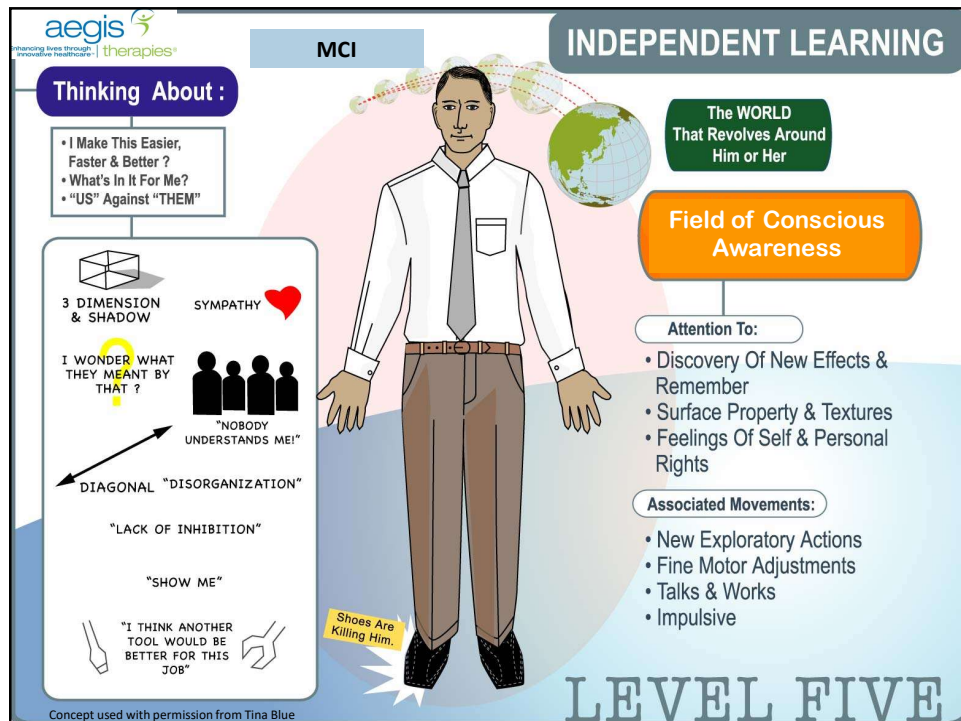 aegis
therapies®
Enhancing lives through
innovative healthcare™
MCI
INDEPENDENT LEARNING
Thinking About :
• I Make This Easier,
Faster & Better ?
• What's In It For Me?
• "US" Against "THEM"
3 DIMENSION
& SHADOW
SYMPATHY
I WONDER WHAT
THEY MEANT BY
THAT ?
?
"NOBODY
UNDERSTANDS ME!"
DIAGONAL
"DISORGANIZATION"
"LACK OF INHIBITION"
"SHOW ME"
"I THINK ANOTHER
TOOL WOULD BE
BETTER FOR THIS
JOB"
Concept used with permission from Tina Blue
Shoes Are
Killing Him.
The WORLD
That Revolves Around
Him or Her
Field of Conscious
Awareness
Attention To:
• Discovery Of New Effects &
Remember
• Surface Property & Textures
• Feelings Of Self & Personal
Rights
Associated Movements:
• New Exploratory Actions
• Fine Motor Adjustments
• Talks & Works
• Impulsive
LEVEL FIVE